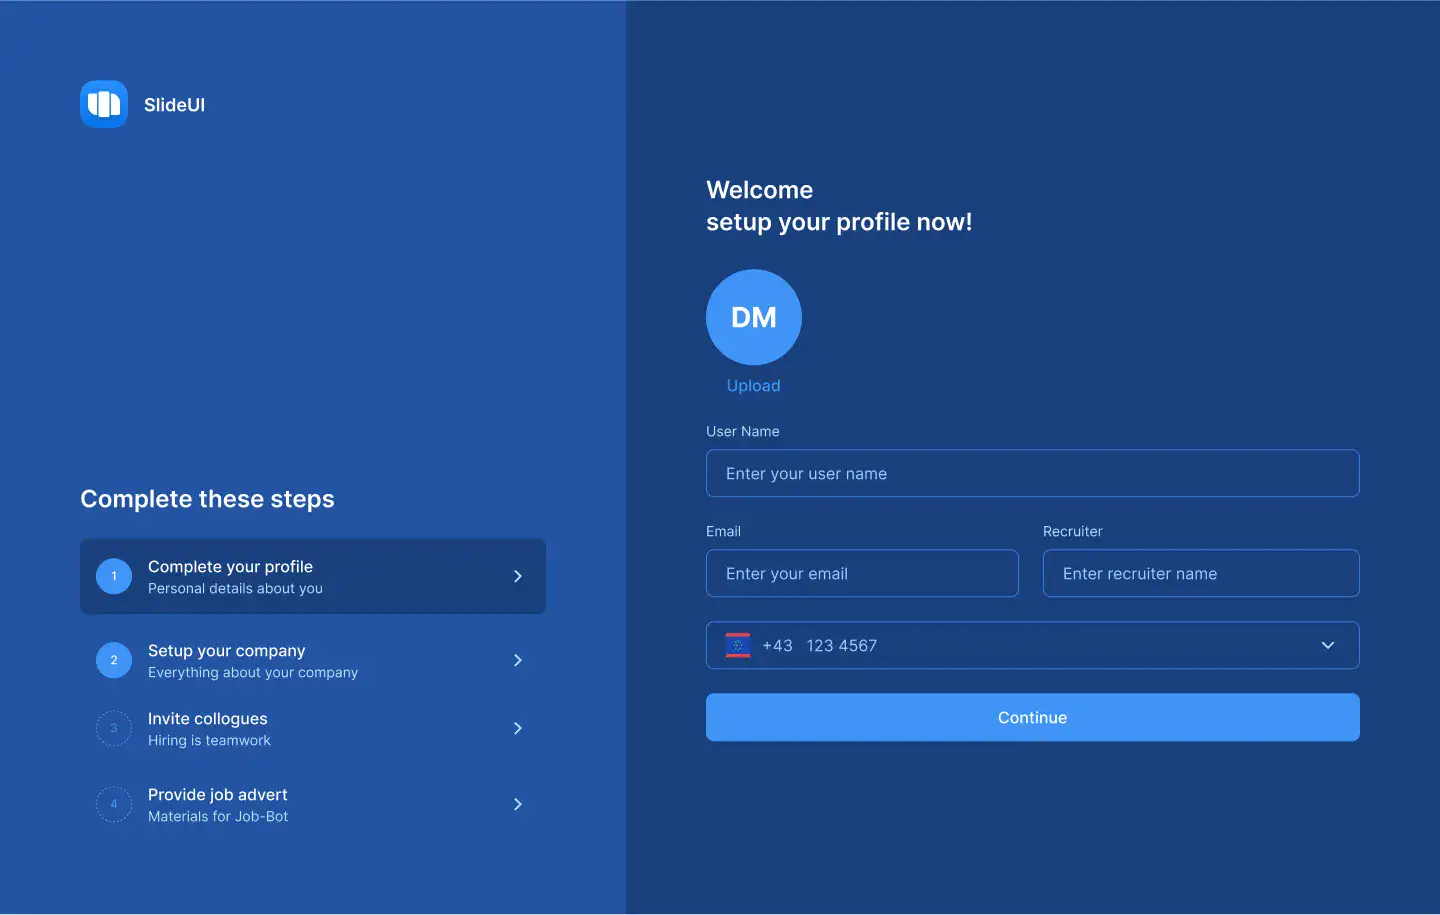 SlideUI
Complete these steps
1
Complete your profile
Personal details about you
2
Setup your company
Everything about your company
3
Invite collogues
Hiring is teamwork
4
Provide job advert
Materials for Job-Bot
Welcome
setup your profile now!
DM
Upload
User Name
Enter your user name
Email
Recruiter
Enter your email
Enter recruiter name
+43 123 4567
Continue